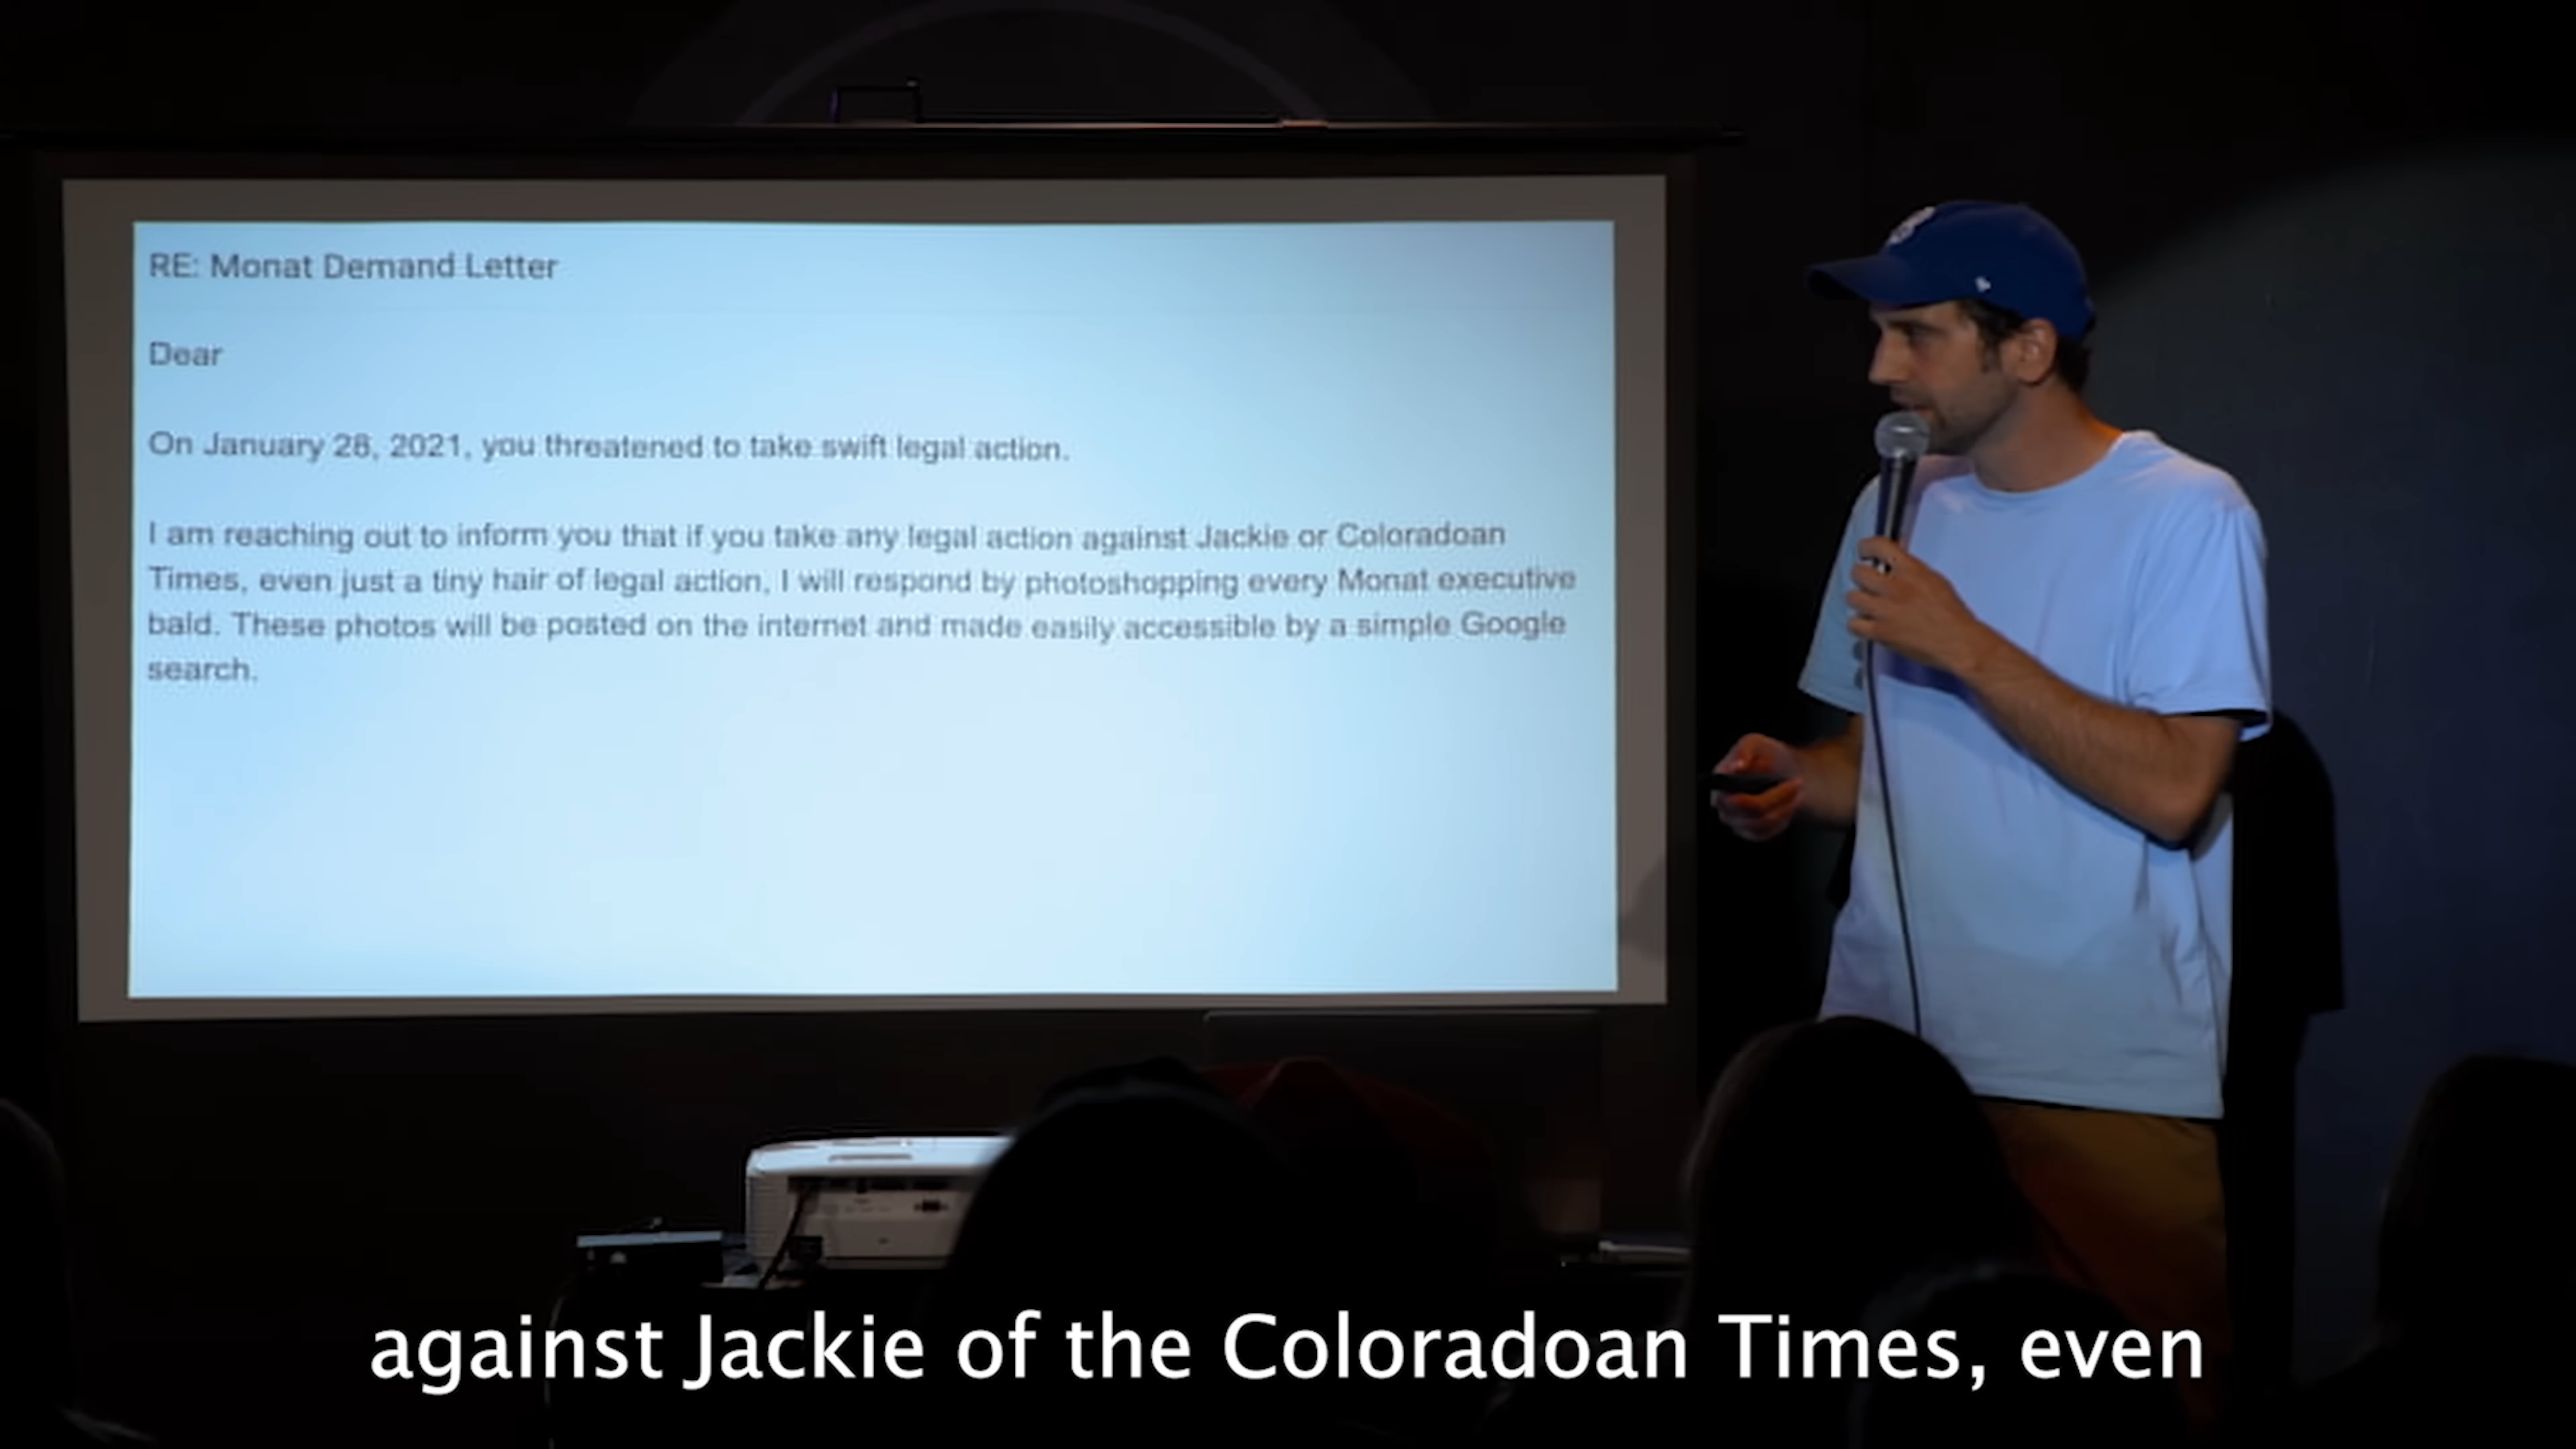 RE: Monat Demand Letter
Dear
On January 28, 2021, you threatened to take swift legal action.
I am reaching out to inform you that if you take any legal action against Jackie or Coloradoan
Times, even just a tiny hair of legal action, I will respond by photoshopping every Monat executive
bald. These photos will be posted on the internet and made easily accessible by a simple Google
search.
against Jackie of the Coloradoan Times, even